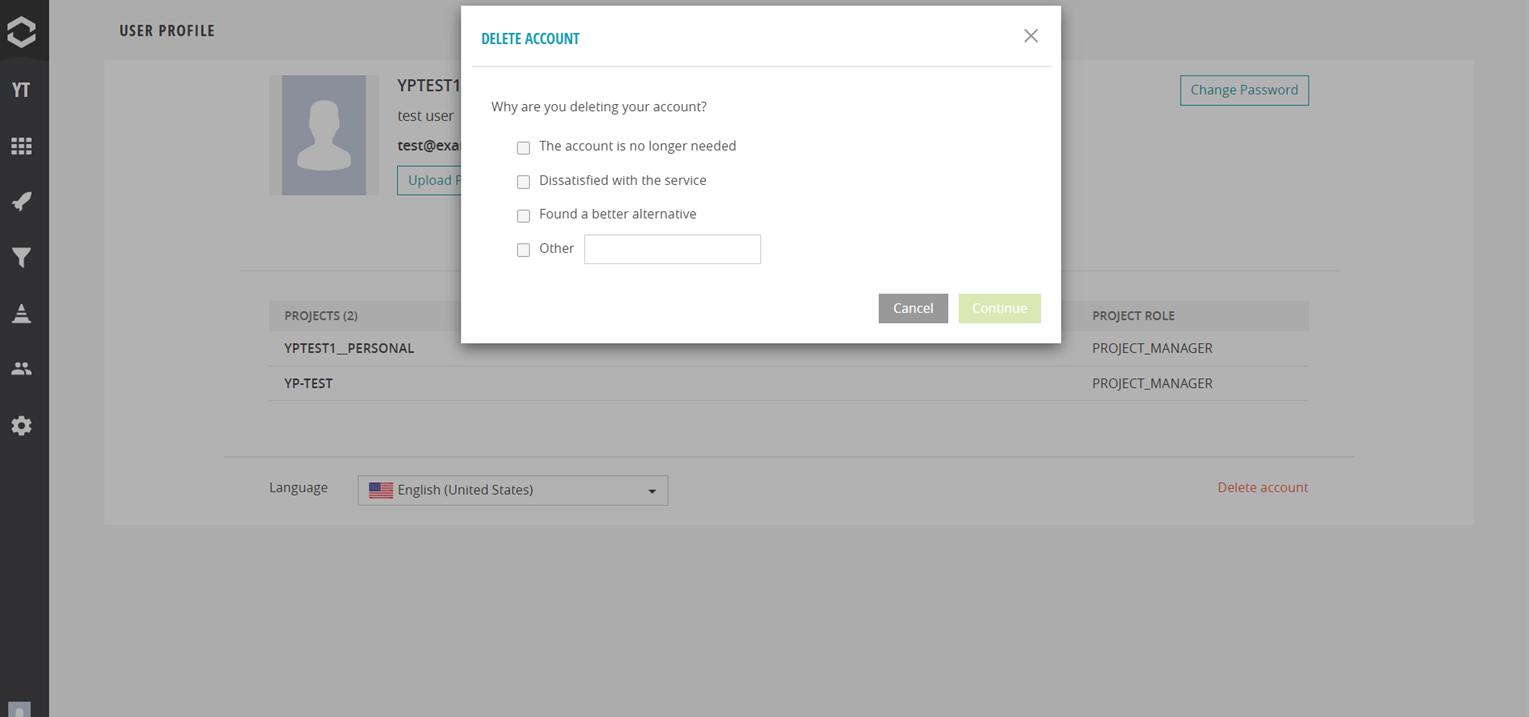 USER PROFILE
DELETE ACCOUNT
YT
YPTEST1
Change Password
test user
test@exa
Upload
Why are you deleting your account?
The account is no longer needed
Dissatisfied with the service
Found a better alternative
Other
Cancel
Continue
PROJECTS (2)
PROJECT ROLE
YPTEST1__PERSONAL
PROJECT_MANAGER
YP-TEST
PROJECT_MANAGER
Language
English (United States)
Delete account